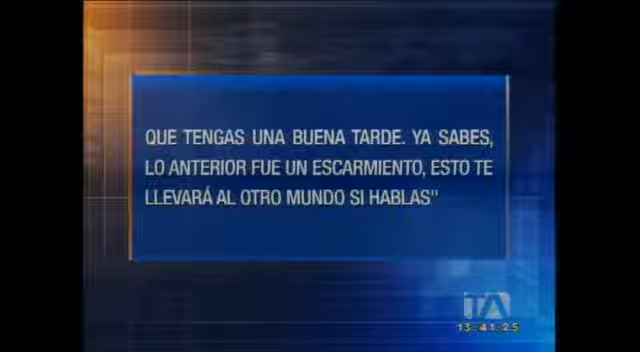 QUE TENGAS UNA BUENA TARDE. YA SABES,
LO ANTERIOR FUE UN ESCARMIENTO, ESTO TE
LLEVARÁ AL OTRO MUNDO SI HABLAS"
TA
13:41:25